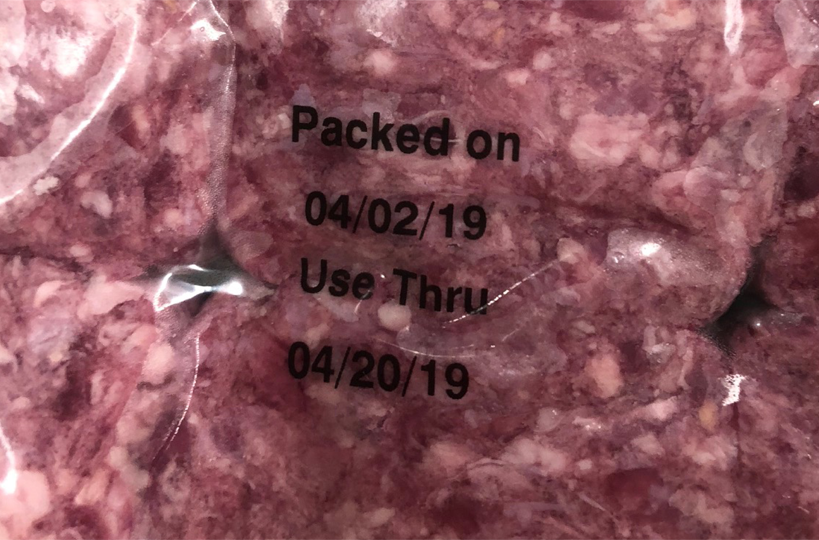 Packed on
04/02/19
Use Thru
04/20/19